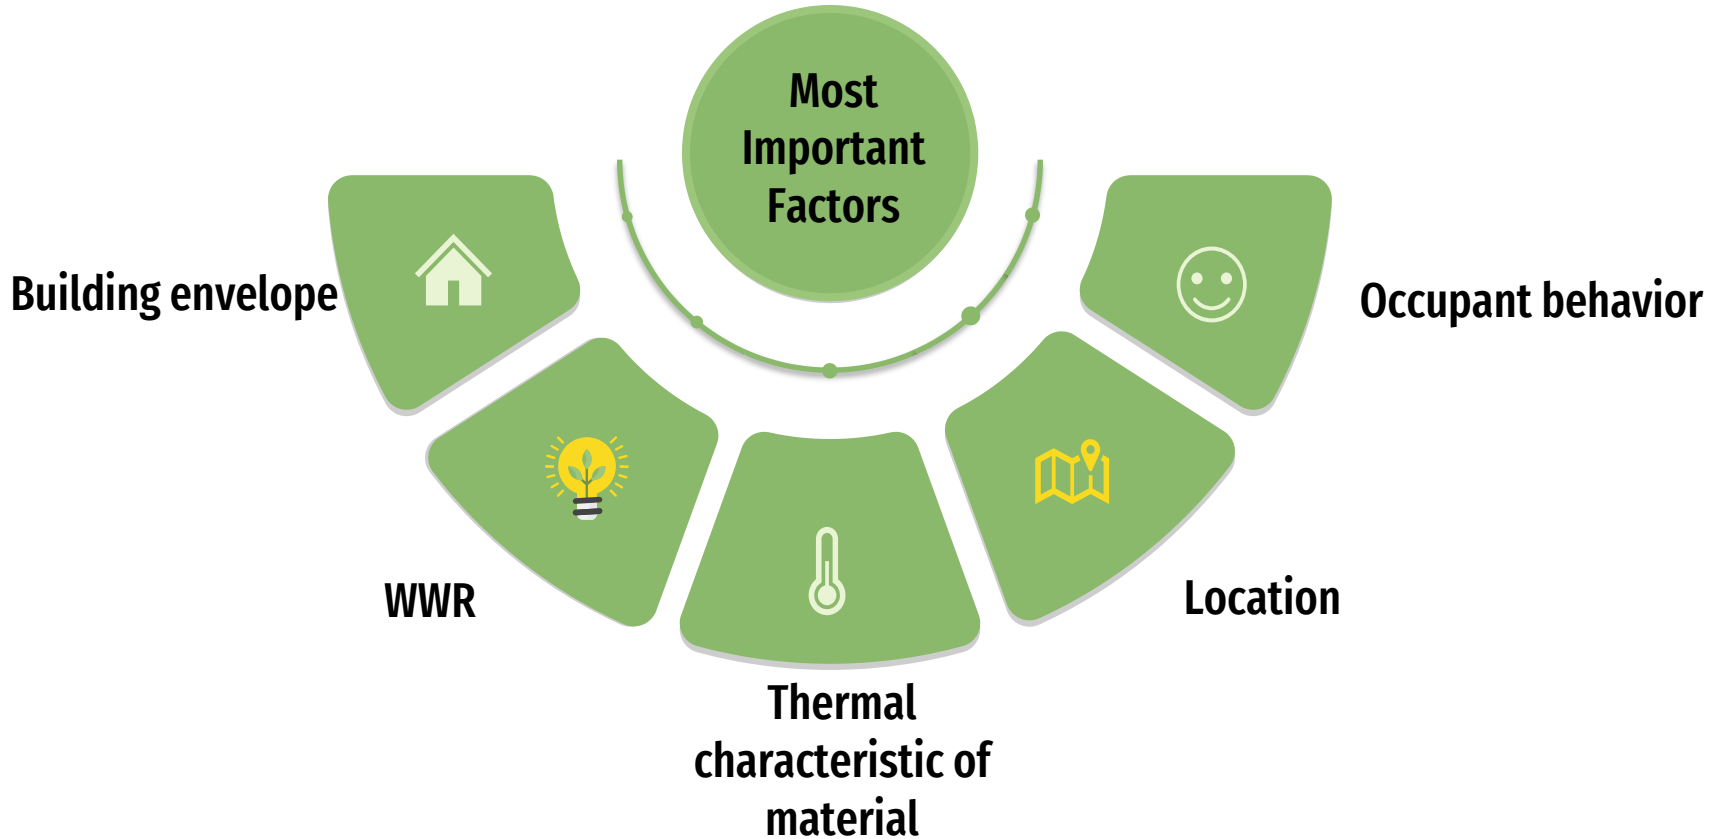 Most
Important
Factors
Building envelope
WWR
Thermal
characteristic of
material
Location
Occupant behavior